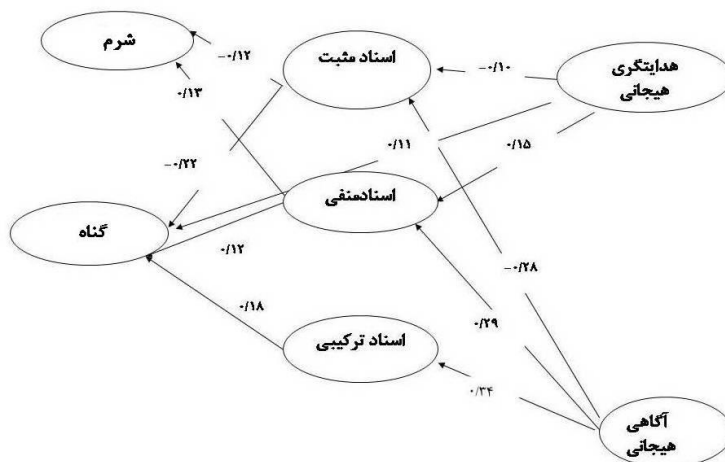 شرم
-۰/۱۲
اسناد مثبت
-۰/۱۰
هدایتگری
هیجانی
۰/۱۳
۰/۱۱
۰/۱۵
-۰/۲۲
اسنادمنفی
گناه
۰/۱۲
-۰/۲۸
۰/۱۸
۰/۲۹
اسناد ترکیبی
۰/۳۴
آگاهی
هیجانی